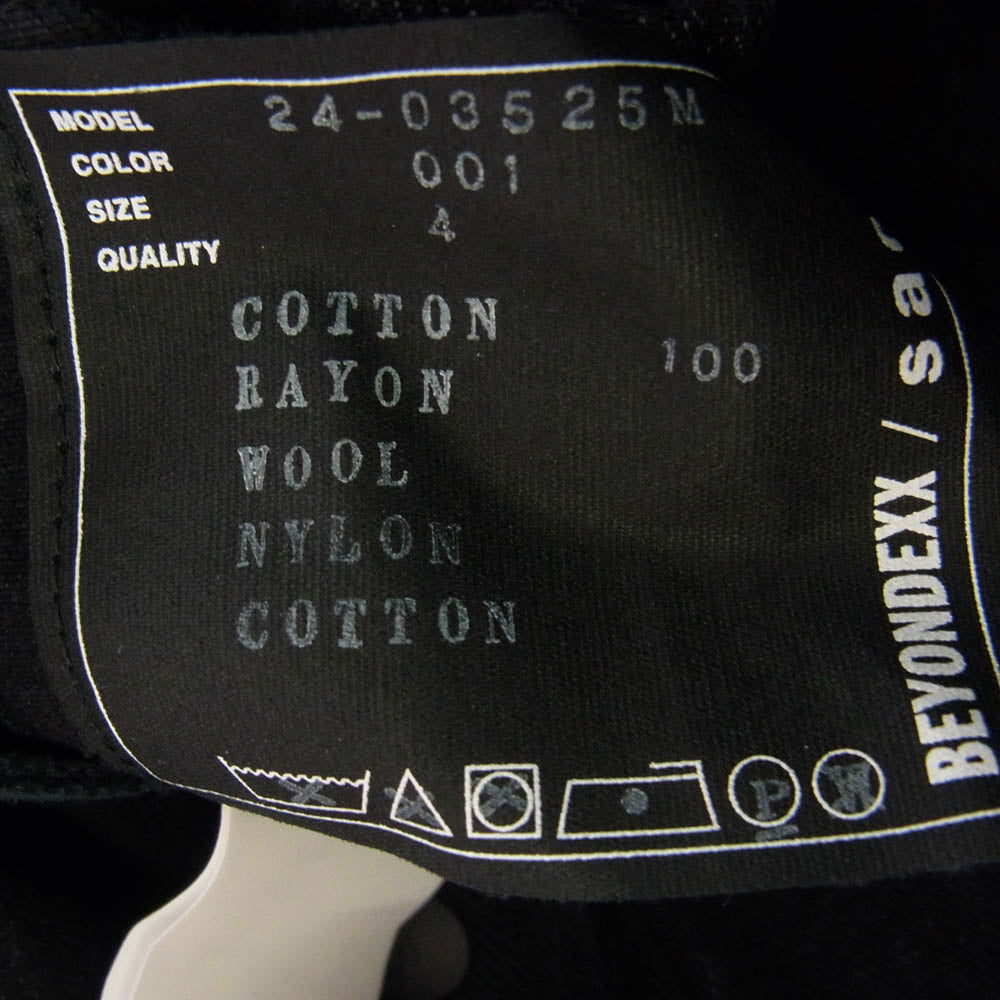 MODEL 24-03525M
COLOR 001
SIZE 4
QUALITY
COTTON
RAYON 100
WOOL
NYLON
COTTON
P W
BEYONDEXX / sa